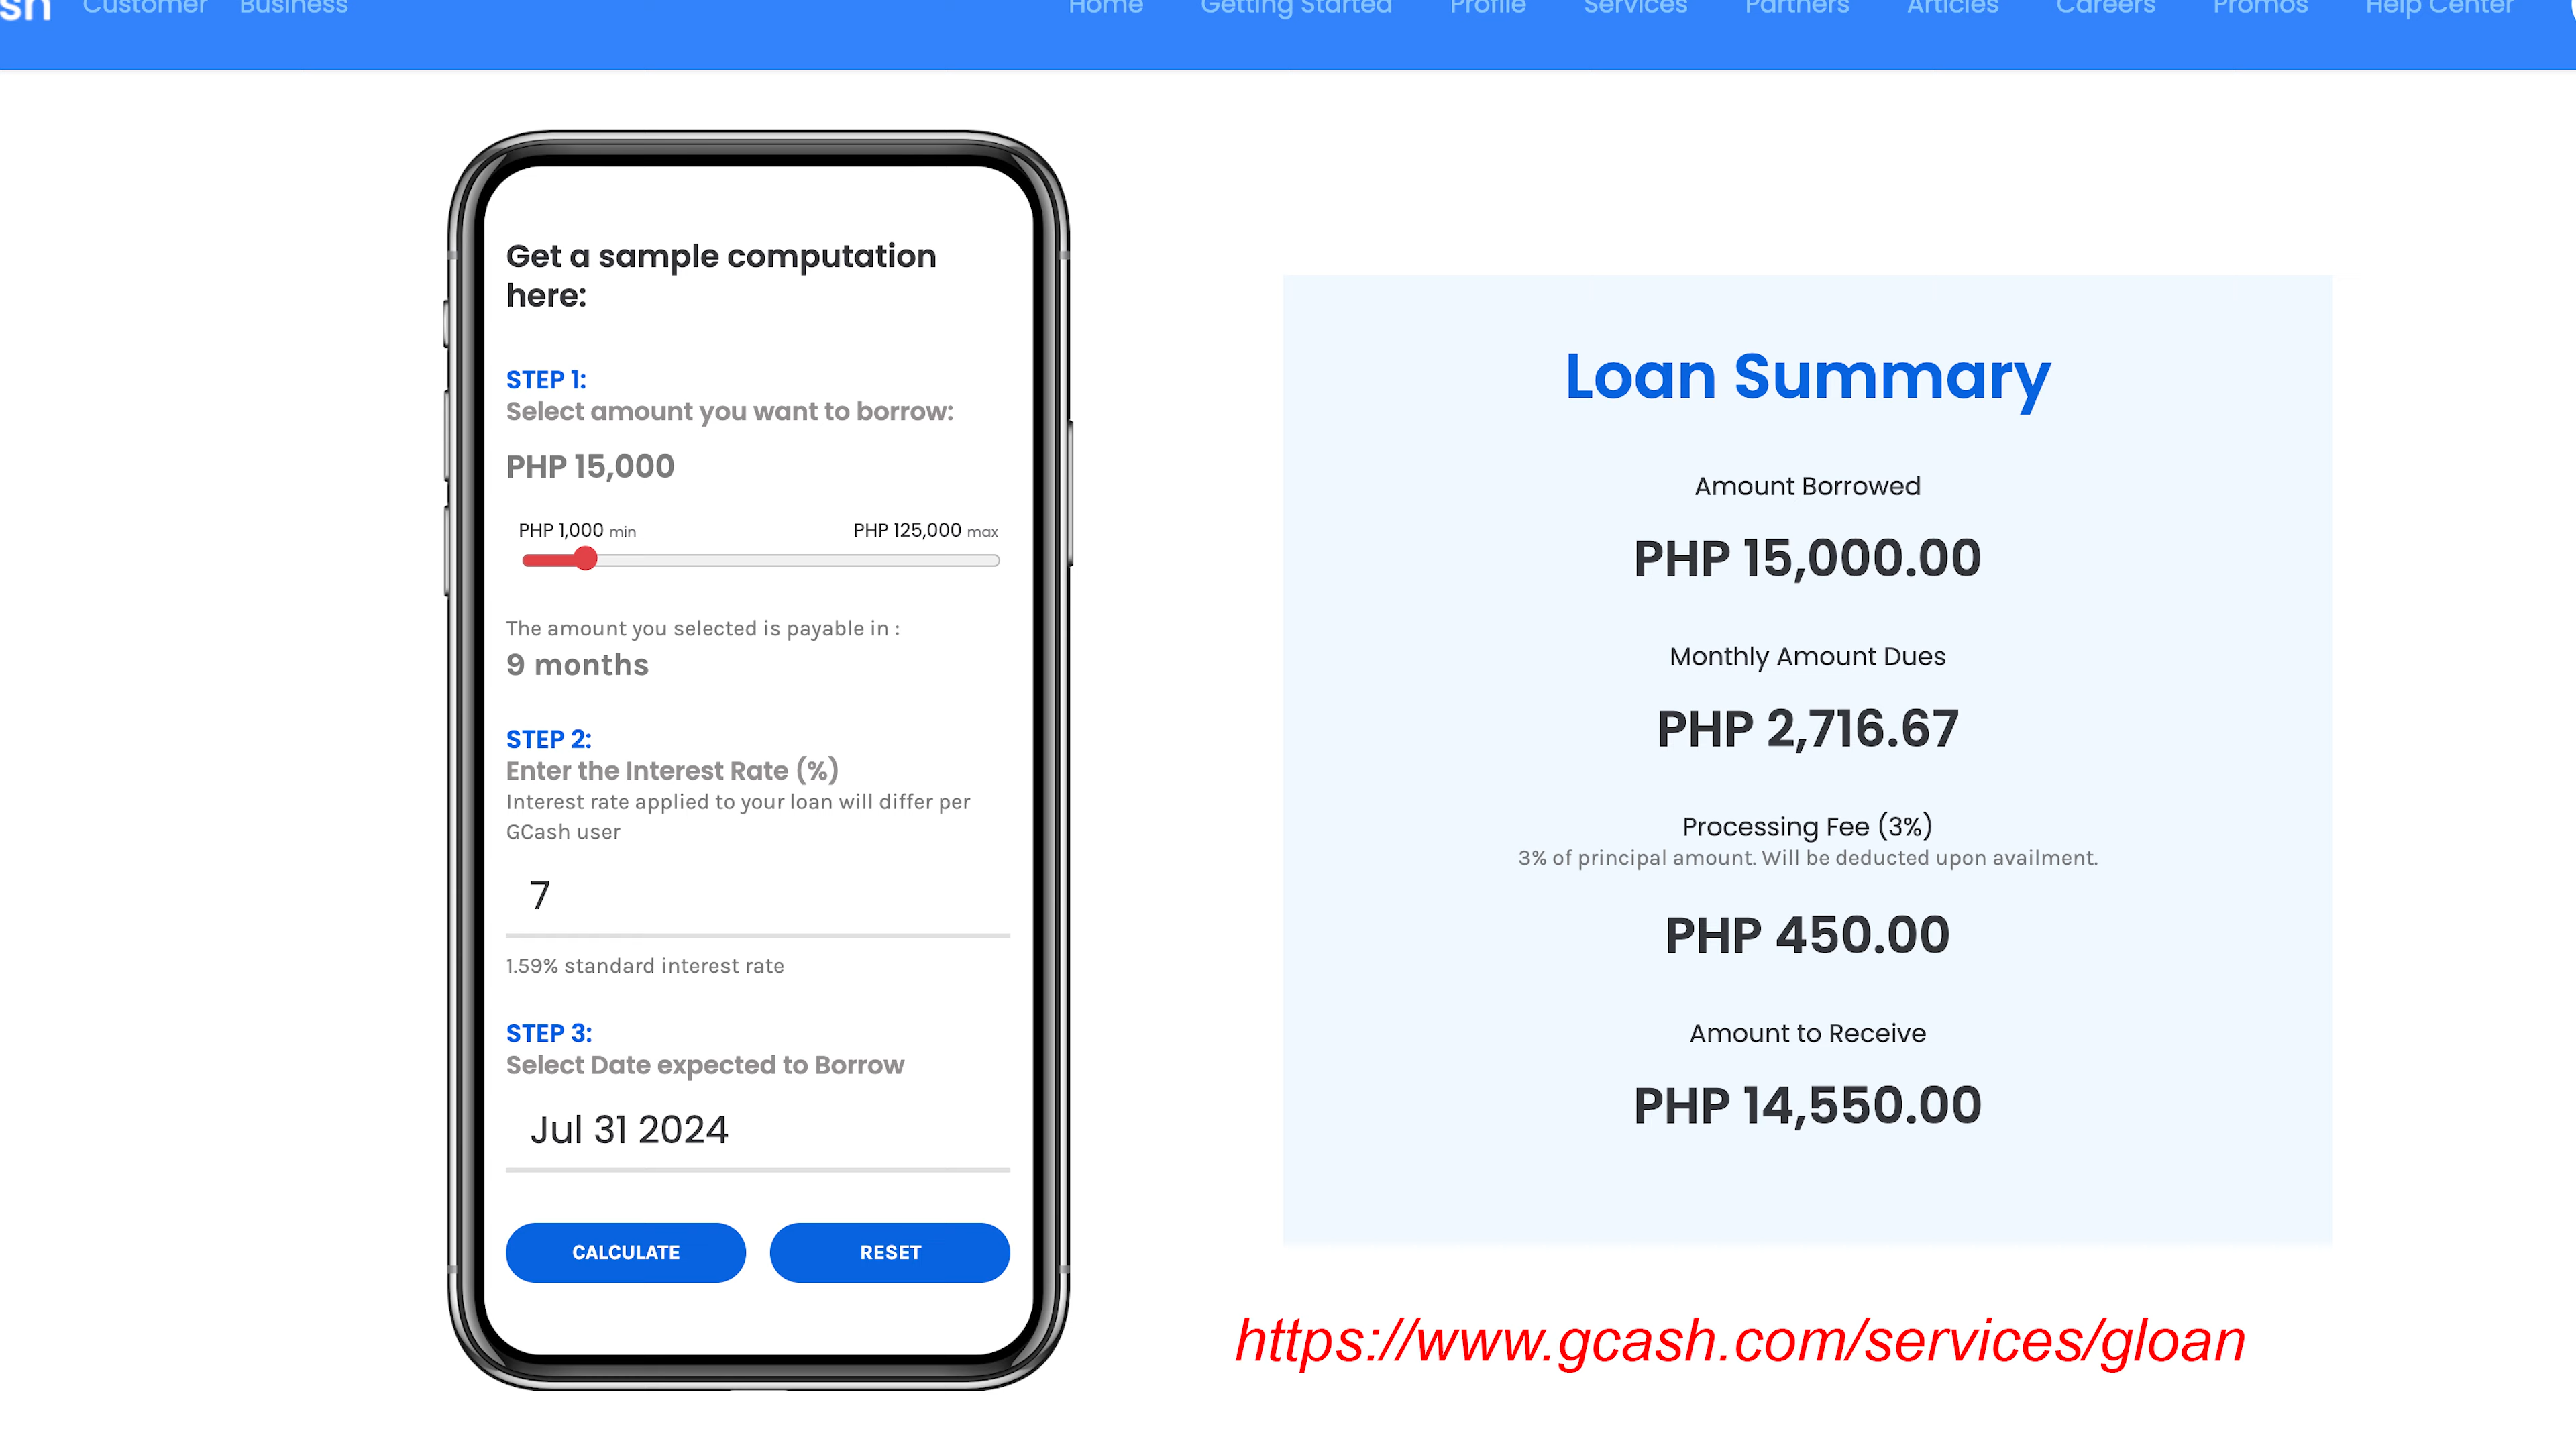 sh Customer Business Home Getting Started Profile Services Partners Articles Careers Promos Help Center
Get a sample computation
here:
STEP 1:
Select amount you want to borrow:
PHP 15,000
PHP 1,000 min PHP 125,000 max
The amount you selected is payable in :
9 months
STEP 2:
Enter the Interest Rate (%)
Interest rate applied to your loan will differ per
GCash user
7
1.59% standard interest rate
STEP 3:
Select Date expected to Borrow
Jul 31 2024
CALCULATE RESET
Loan Summary
Amount Borrowed
PHP 15,000.00
Monthly Amount Dues
PHP 2,716.67
Processing Fee (3%)
3% of principal amount. Will be deducted upon availment.
PHP 450.00
Amount to Receive
PHP 14,550.00
https://www.gcash.com/services/gloan